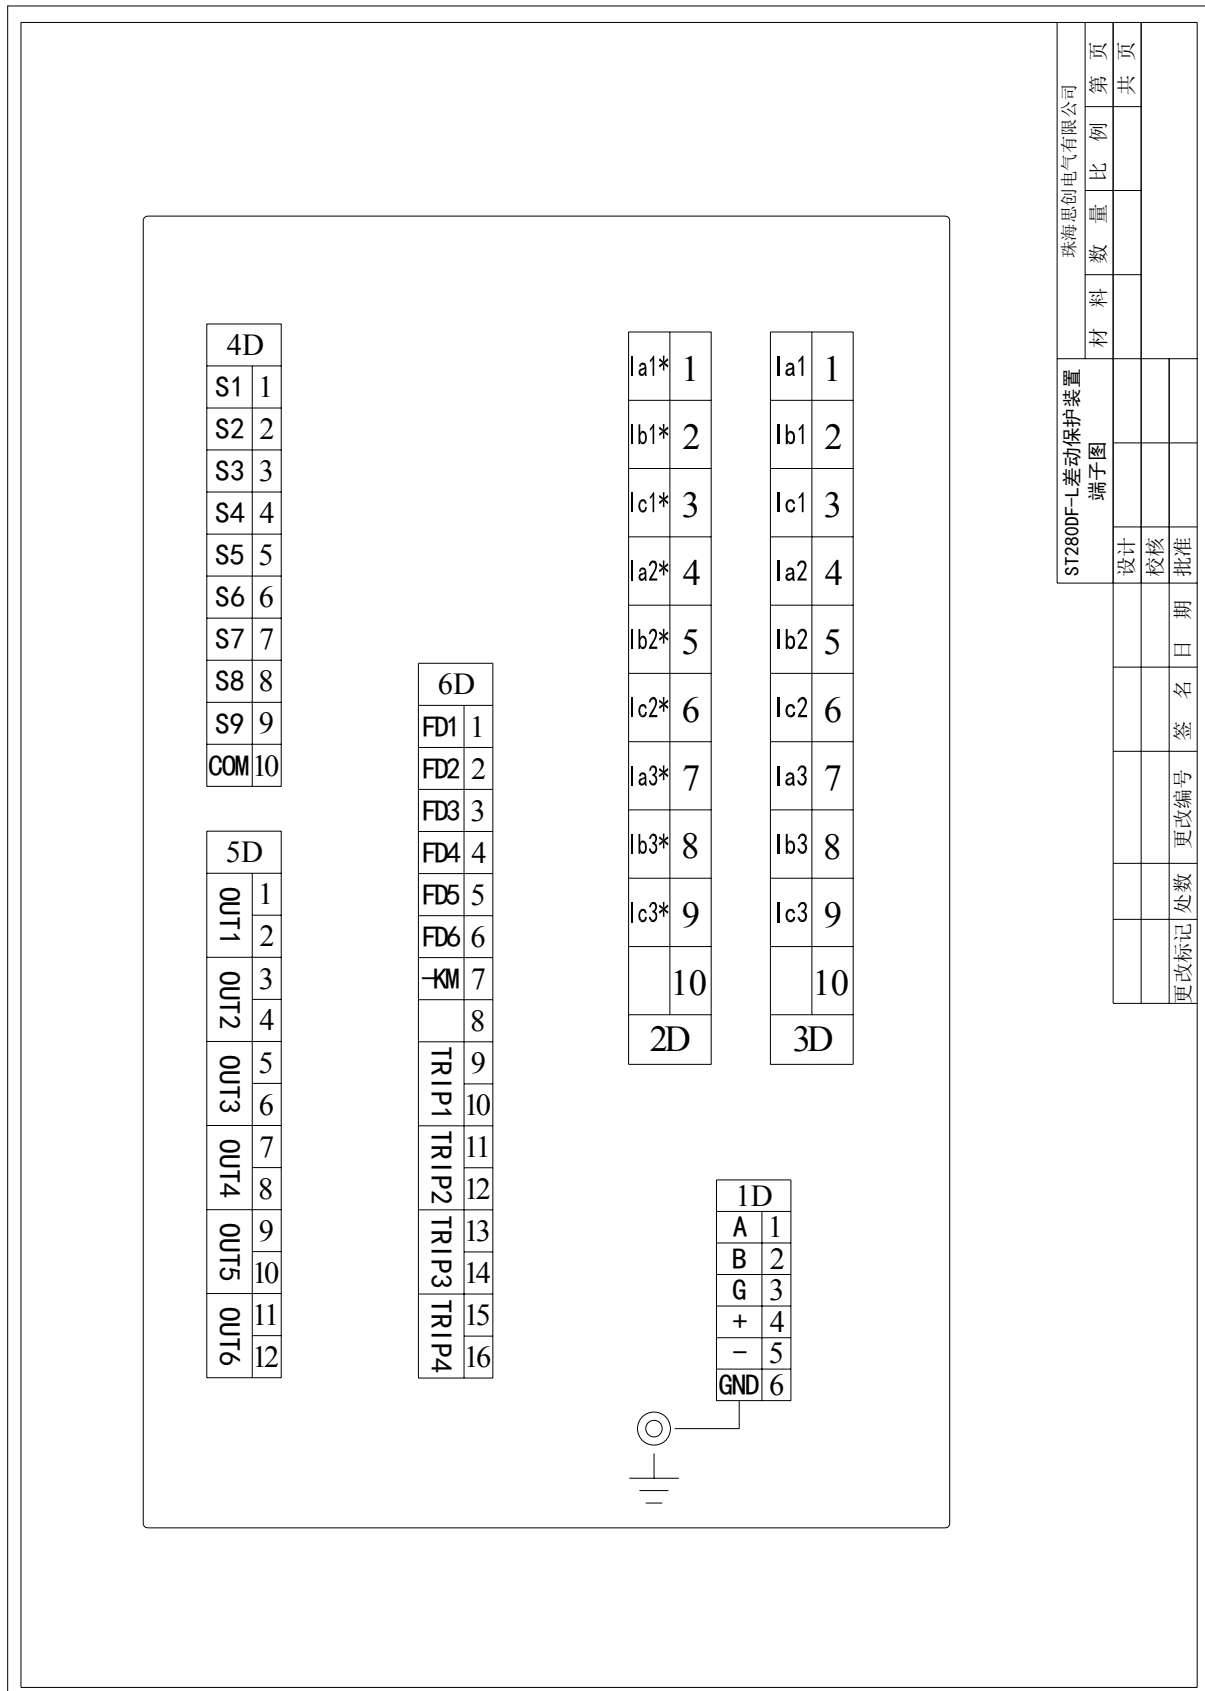 4D
S1 1
S2 2
S3 3
S4 4
S5 5
S6 6
S7 7
S8 8
S9 9
COM 10
5D
OUT1 1
2
OUT2 3
4
OUT3 5
6
OUT4 7
8
OUT5 9
10
OUT6 11
12
6D
FD1 1
FD2 2
FD3 3
FD4 4
FD5 5
FD6 6
-KM 7
8
TRIP1 9
10
TRIP2 11
12
TRIP3 13
14
TRIP4 15
16
Ia1* 1
Ib1* 2
Ic1* 3
Ia2* 4
Ib2* 5
Ic2* 6
Ia3* 7
Ib3* 8
Ic3* 9
10
2D
Ia1 1
Ib1 2
Ic1 3
Ia2 4
Ib2 5
Ic2 6
Ia3 7
Ib3 8
Ic3 9
10
3D
1D
A 1
B 2
G 3
+ 4
- 5
GND 6
ST280DF-L差动保护装置
端子图
珠海思创电气有限公司
材 料 数 量 比 例 第 页
共 页
设计
校核
更改标记 处数 更改编号 签 名 日 期 批准